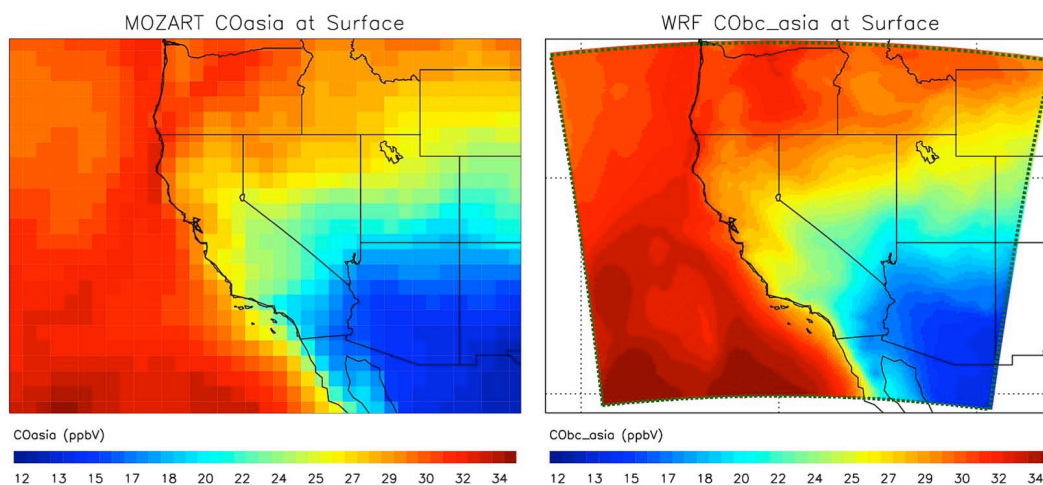 MOZART COasia at Surface
WRF CObc_asia at Surface
COasia (ppbV)
12 13 15 17 18 20 22 24 25 27 29 30 32 34
CObc_asia (ppbV)
12 13 15 17 18 20 22 24 25 27 29 30 32 34